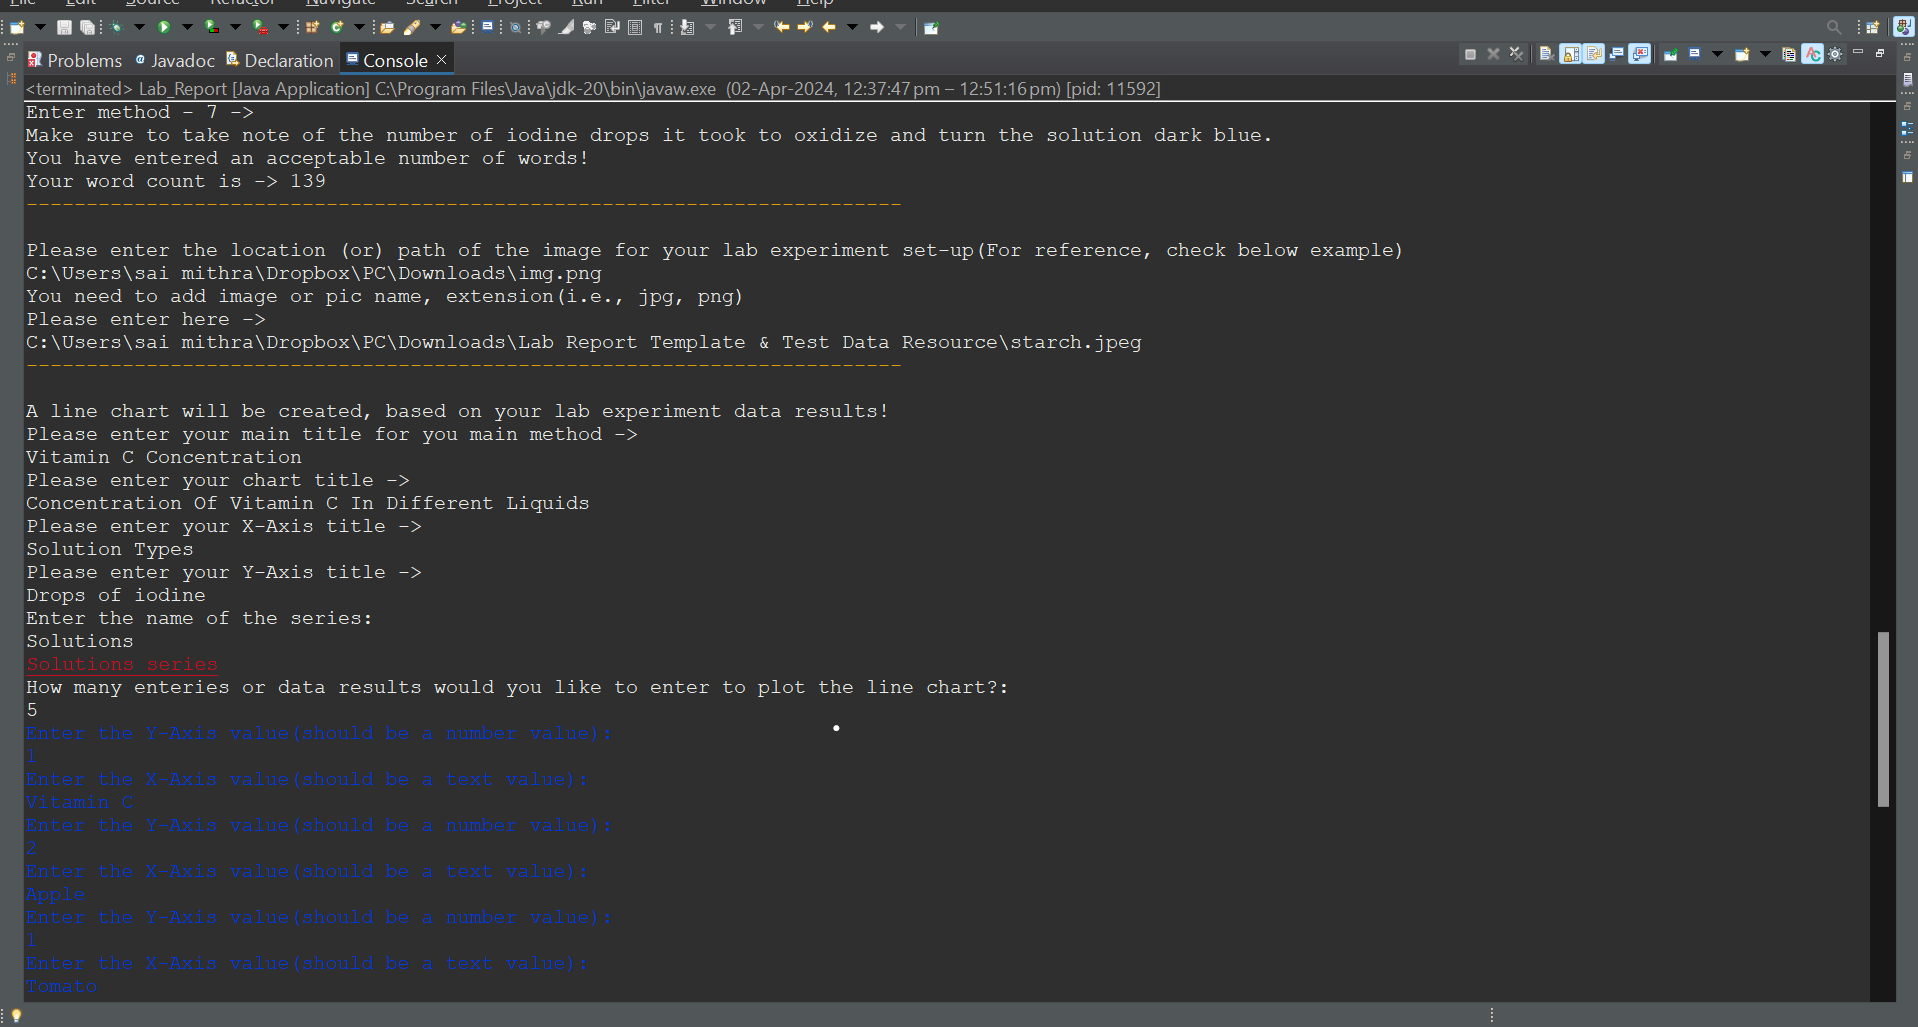 File Edit Source Refactor Navigate Search Project Run Filter Window Help
Problems Javadoc Declaration Console
<terminated> Lab_Report [Java Application] C:\Program Files\Java\jdk-20\bin\javaw.exe (02-Apr-2024, 12:37:47 pm – 12:51:16 pm) [pid: 11592]
Enter method - 7 ->
Make sure to take note of the number of iodine drops it took to oxidize and turn the solution dark blue.
You have entered an acceptable number of words!
Your word count is -> 139
-------------------------------------------------------------------------
Please enter the location (or) path of the image for your lab experiment set-up(For reference, check below example)
C:\Users\sai mithra\Dropbox\PC\Downloads\img.png
You need to add image or pic name, extension(i.e., jpg, png)
Please enter here ->
C:\Users\sai mithra\Dropbox\PC\Downloads\Lab Report Template & Test Data Resource\starch.jpeg
-------------------------------------------------------------------------
A line chart will be created, based on your lab experiment data results!
Please enter your main title for you main method ->
Vitamin C Concentration
Please enter your chart title ->
Concentration Of Vitamin C In Different Liquids
Please enter your X-Axis title ->
Solution Types
Please enter your Y-Axis title ->
Drops of iodine
Enter the name of the series:
Solutions
Solutions series
How many enteries or data results would you like to enter to plot the line chart?:
5
Enter the Y-Axis value(should be a number value):
1
Enter the X-Axis value(should be a text value):
Vitamin C
Enter the Y-Axis value(should be a number value):
2
Enter the X-Axis value(should be a text value):
Apple
Enter the Y-Axis value(should be a number value):
1
Enter the X-Axis value(should be a text value):
Tomato